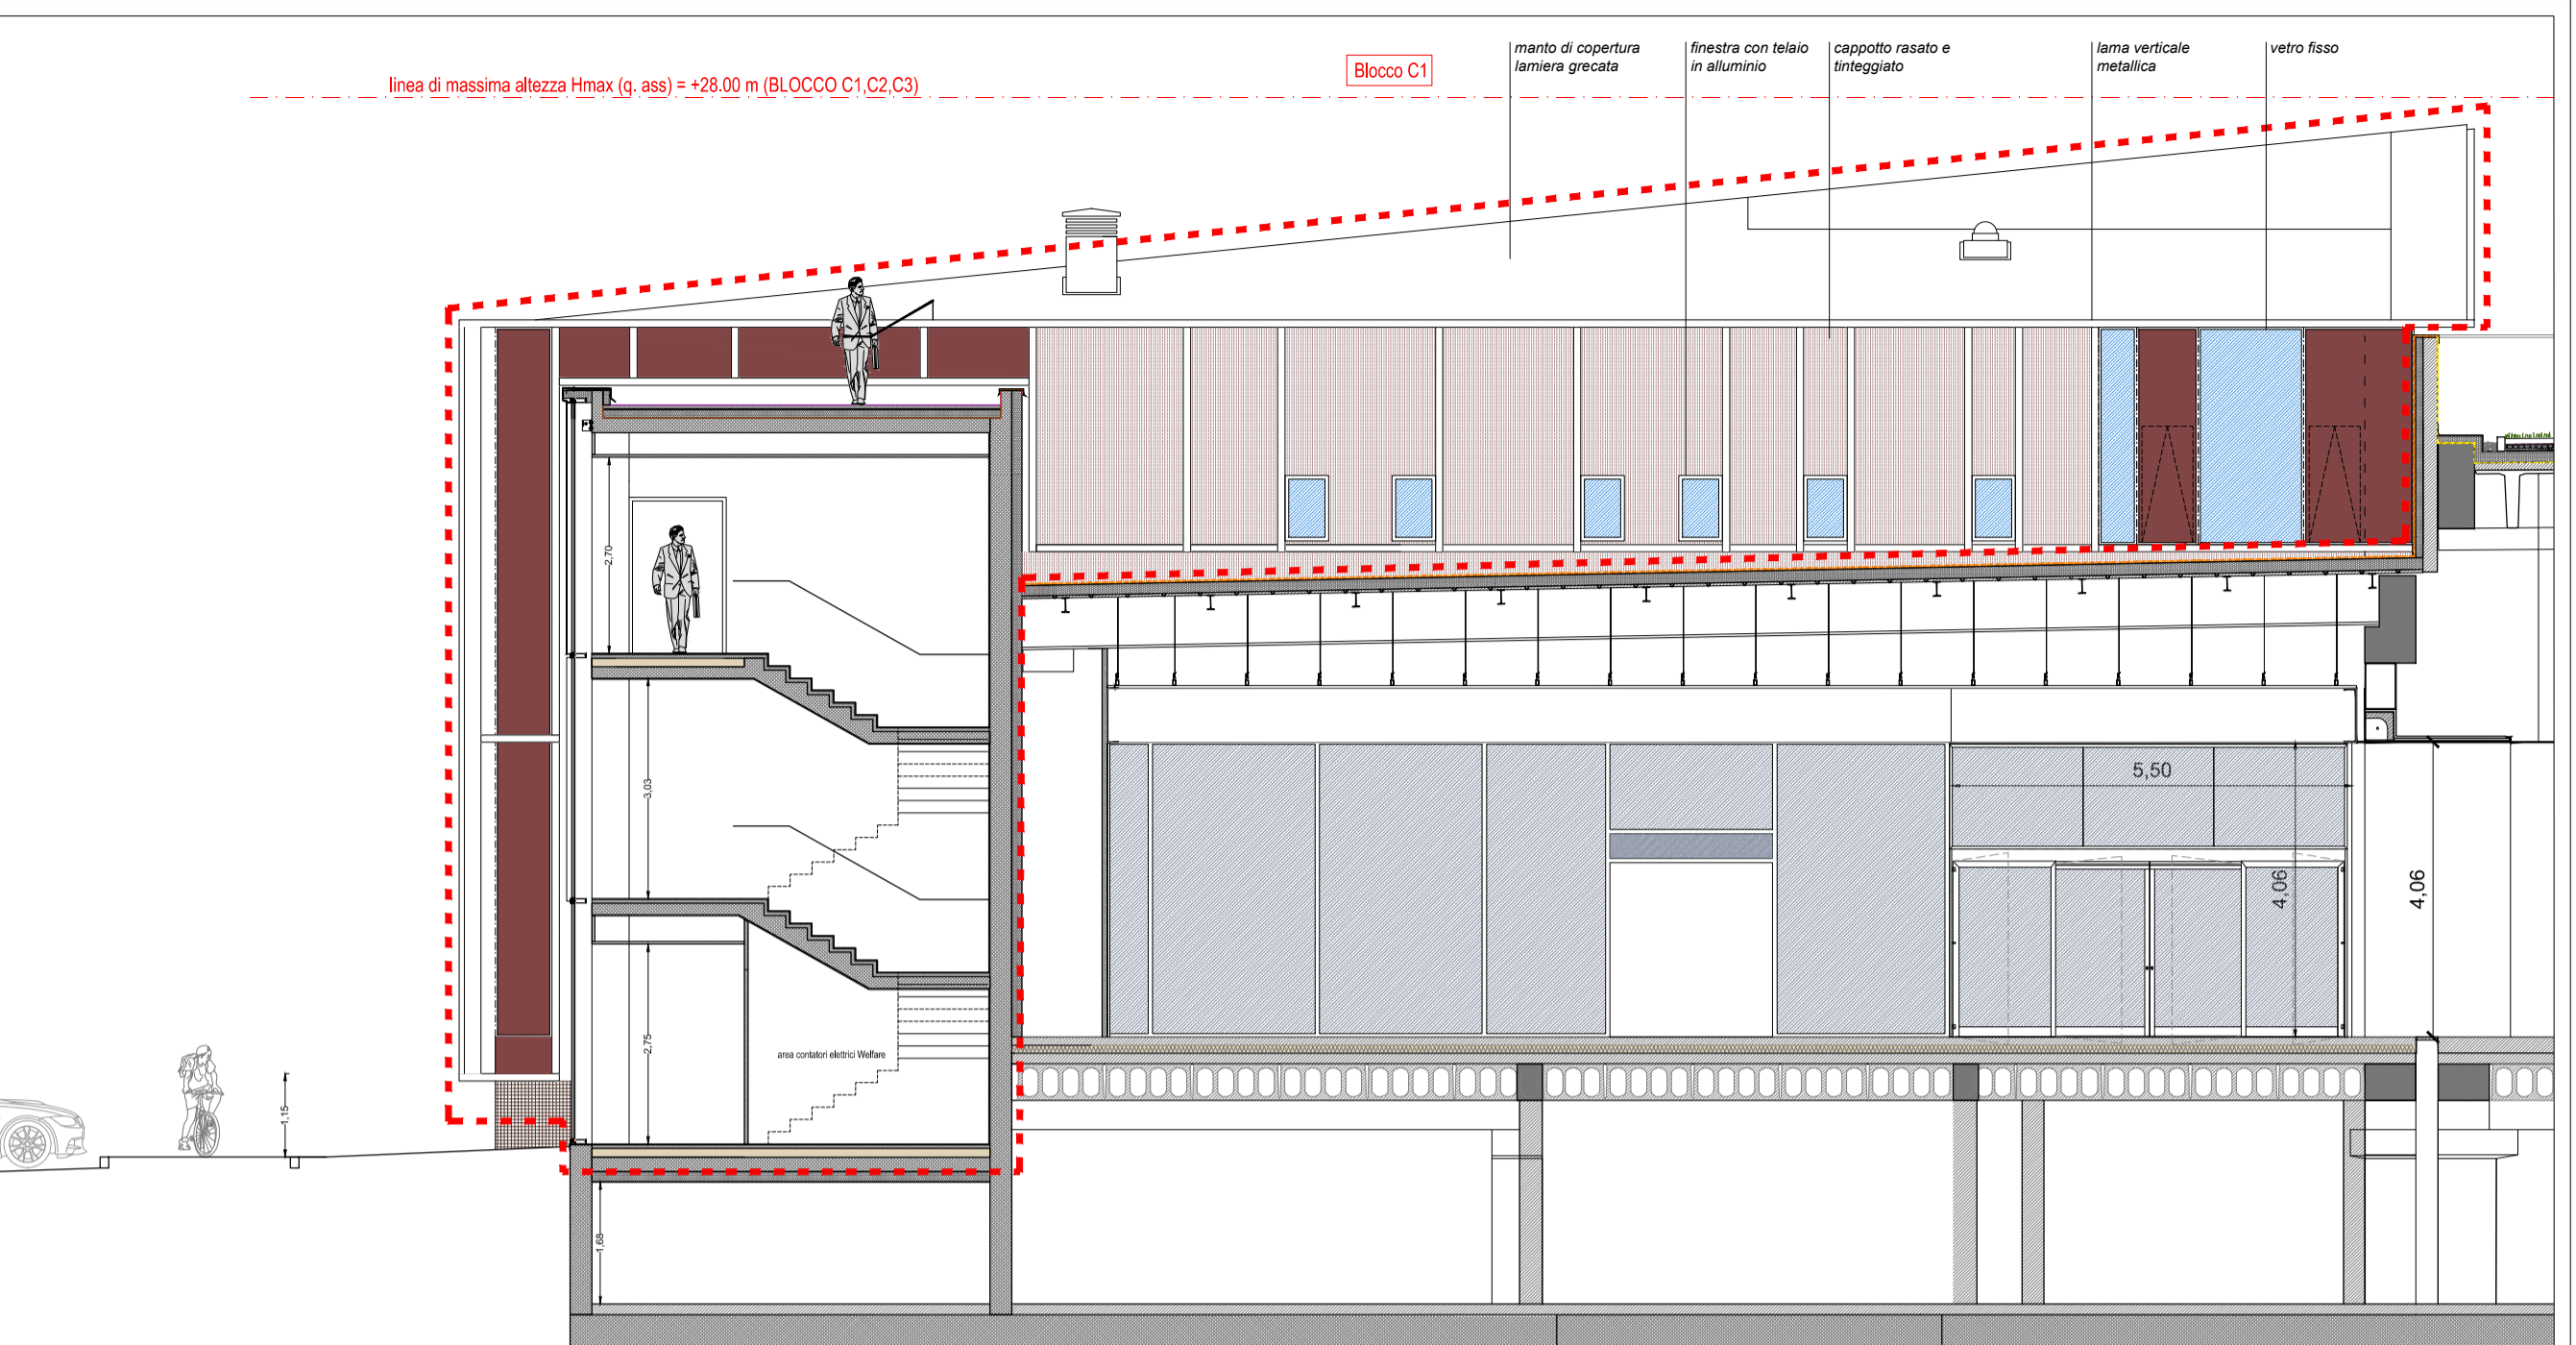 manto di copertura
lamiera grecata
finestra con telaio
in alluminio
cappotto rasato e
tinteggiato
lama verticale
metallica
vetro fisso
Blocco C1
linea di massima altezza Hmax (q. ass) = +28.00 m (BLOCCO C1,C2,C3)
2,70
3,03
5,50
4,06
4,06
2,75
area contatori elettrici Welfare
1,15
1,68